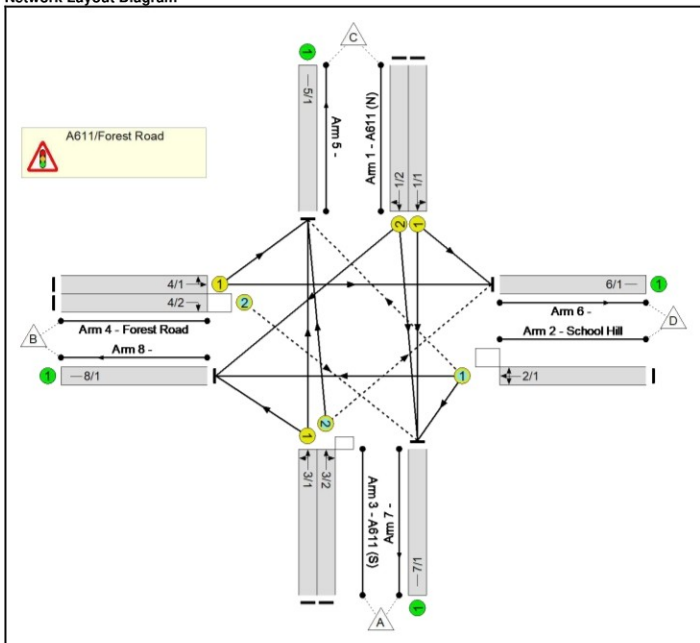 Network Layout Diagram
C
1
A611/Forest Road
5/1
Arm 5 -
Arm 1 - A611 (N)
1/2
1/1
2
1
4/1
1
4/2
2
Arm 4 - Forest Road
B
Arm 8 -
1
8/1
6/1
1
Arm 6 -
D
Arm 2 - School Hill
1
2/1
1
2
3/1
3/2
Arm 3 - A611 (S)
Arm 7 -
7/1
1
A